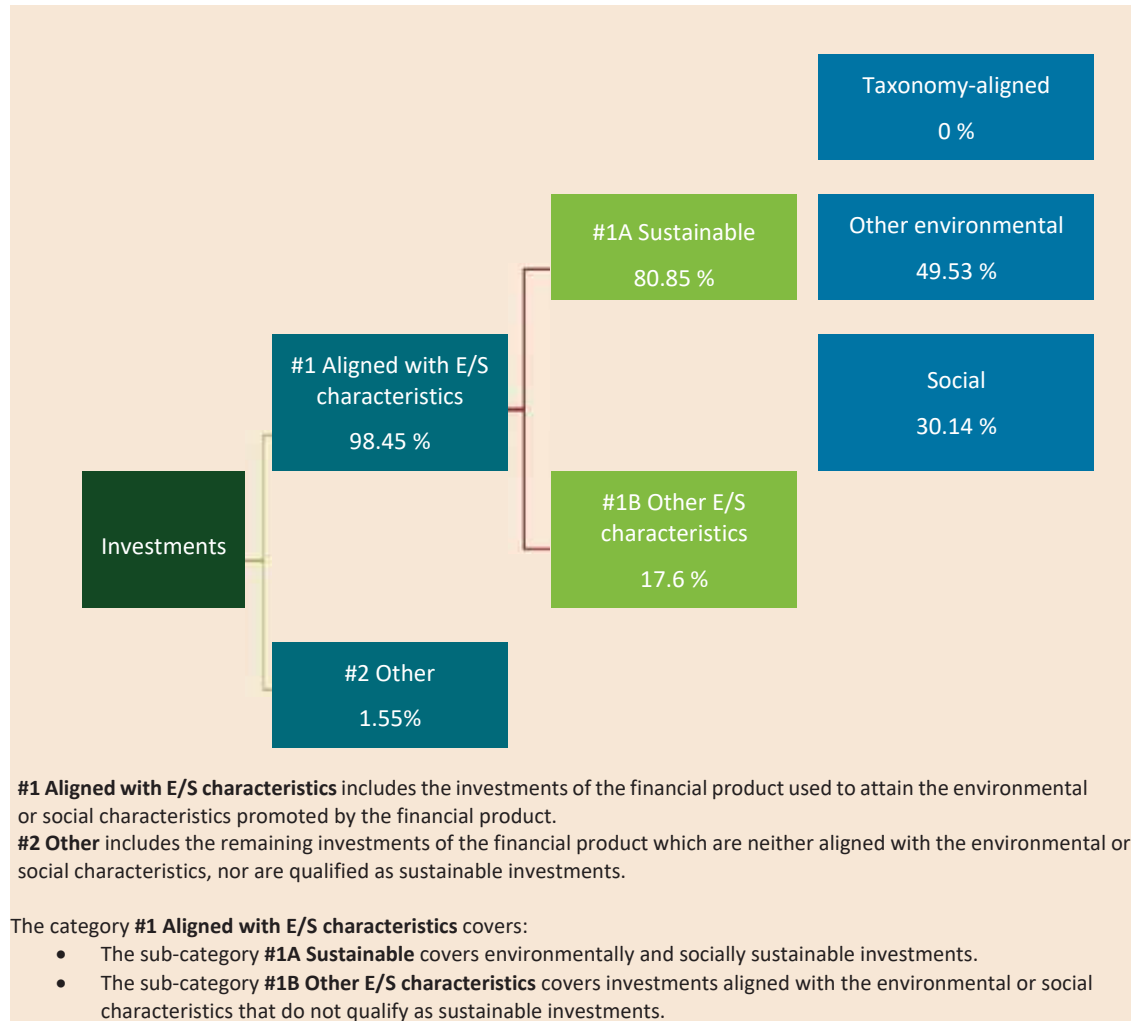 Taxonomy-aligned
0 %
#1A Sustainable
80.85 %
Other environmental
49.53 %
#1 Aligned with E/S
characteristics
98.45 %
Social
30.14 %
Investments
#1B Other E/S
characteristics
17.6 %
#2 Other
1.55%
#1 Aligned with E/S characteristics includes the investments of the financial product used to attain the environmental
or social characteristics promoted by the financial product.
#2 Other includes the remaining investments of the financial product which are neither aligned with the environmental or
social characteristics, nor are qualified as sustainable investments.
The category #1 Aligned with E/S characteristics covers:
• The sub-category #1A Sustainable covers environmentally and socially sustainable investments.
• The sub-category #1B Other E/S characteristics covers investments aligned with the environmental or social
characteristics that do not qualify as sustainable investments.